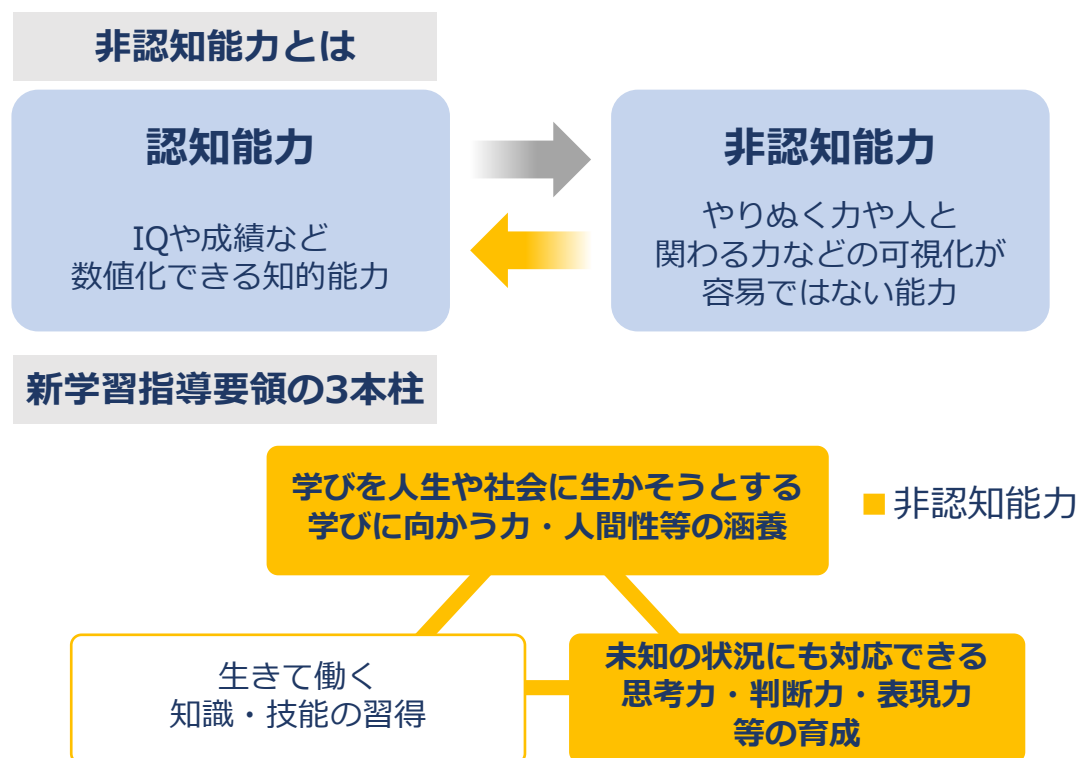 非認知能力とは
認知能力
IQや成績など
数値化できる知的能力
非認知能力
やりぬく力や人と
関わる力などの可視化が
容易ではない能力
新学習指導要領の3本柱
学びを人生や社会に生かそうとする
学びに向かう力・人間性等の涵養
非認知能力
生きて働く
知識・技能の習得
未知の状況にも対応できる
思考力・判断力・表現力
等の育成